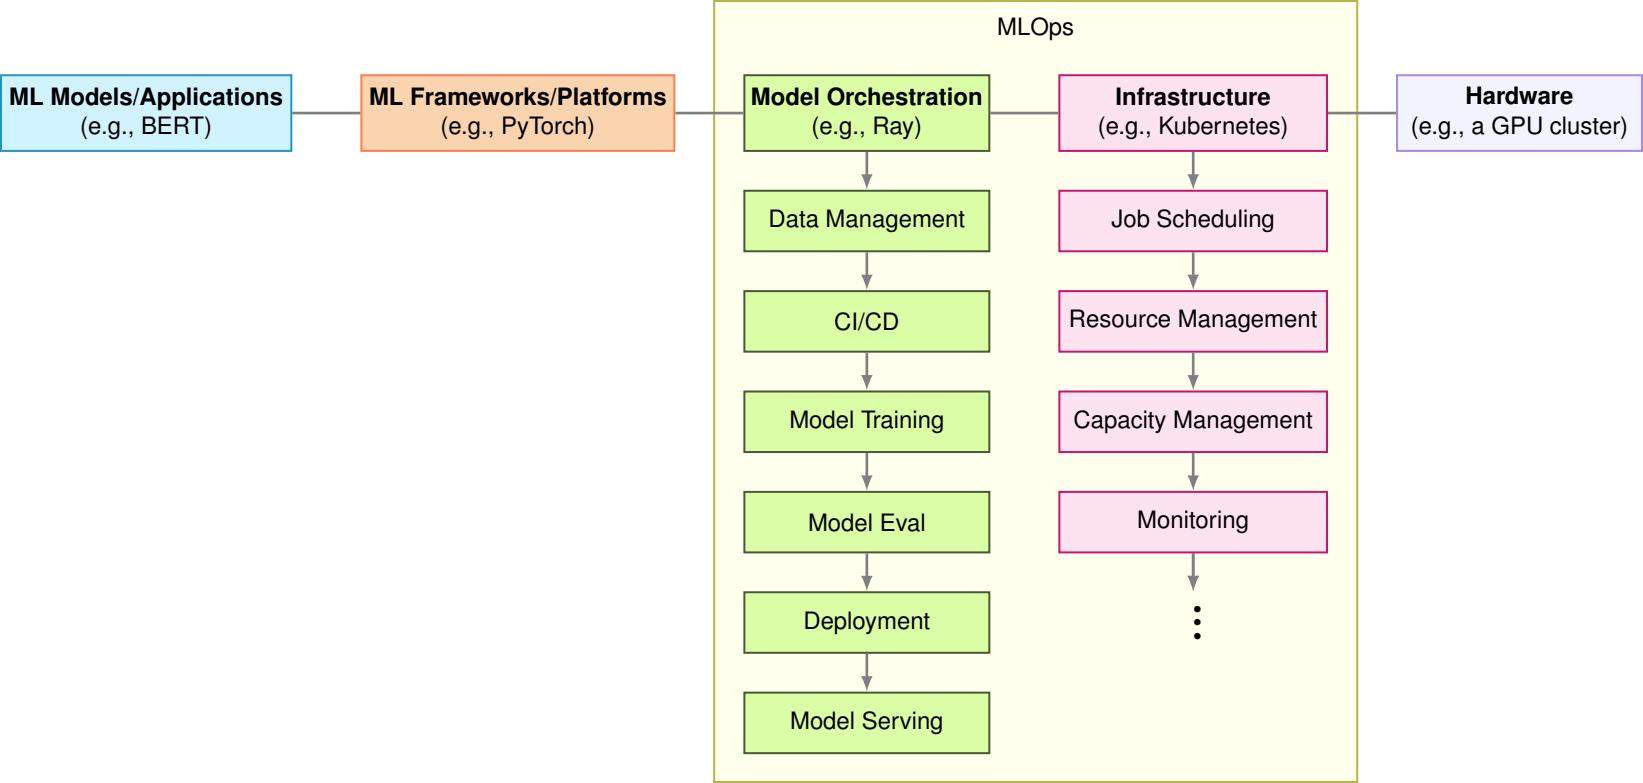 MLOps
ML Models/Applications
(e.g., BERT)
ML Frameworks/Platforms
(e.g., PyTorch)
Model Orchestration
(e.g., Ray)
Infrastructure
(e.g., Kubernetes)
Hardware
(e.g., a GPU cluster)
Data Management
CI/CD
Model Training
Model Eval
Deployment
Model Serving
Job Scheduling
Resource Management
Capacity Management
Monitoring